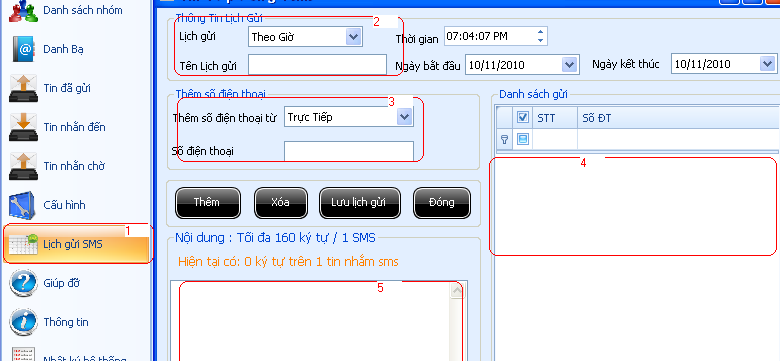 Danh sách nhóm
Danh Bạ
Tin đã gửi
Tin nhắn đến
Tin nhắn chờ
Cấu hình
1
Lịch gửi SMS
Giúp đỡ
Thông tin
Nhật ký hệ thống
Thông Tin Lịch Gửi
2
Lịch gửi Theo Giờ Thời gian 07:04:07 PM
Tên Lịch gửi Ngày bắt đầu 10/11/2010 Ngày kết thúc 10/11/2010
Thêm số điện thoại
3
Thêm số điện thoại từ Trực Tiếp
Số điện thoại
Danh sách gửi
STT Số ĐT
4
Thêm Xóa Lưu lịch gửi Đóng
Nội dung : Tối đa 160 ký tự / 1 SMS
Hiện tại có: 0 ký tự trên 1 tin nhắm sms
5